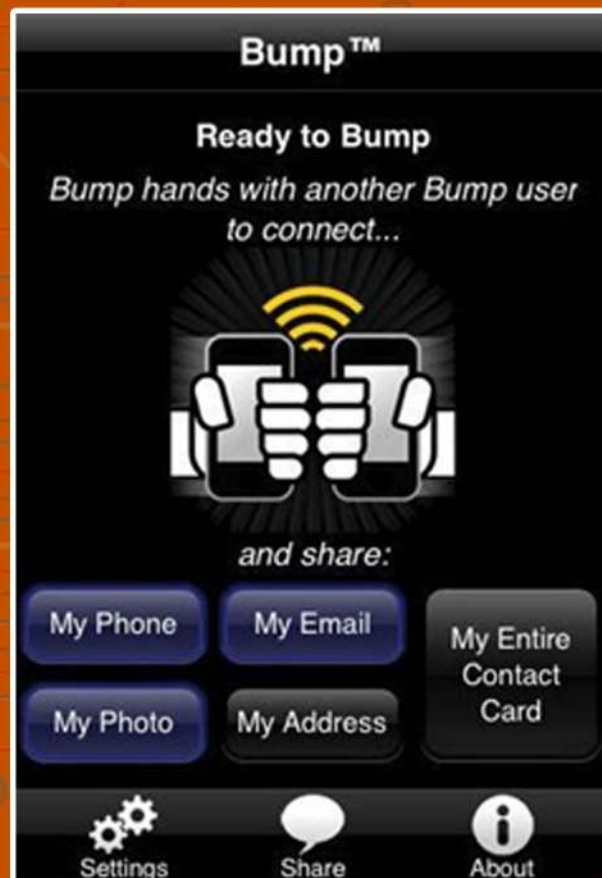 Bump™
Ready to Bump
Bump hands with another Bump user
to connect...
and share:
My Phone
My Email
My Entire
Contact
Card
My Photo
My Address
Settings
Share
About